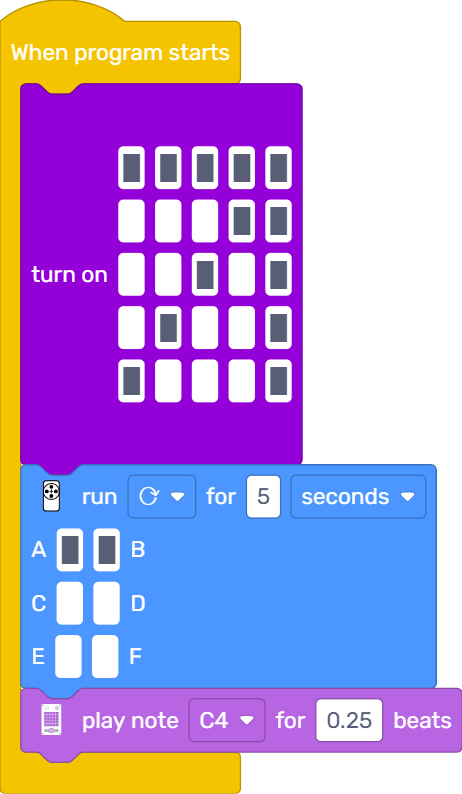 When program starts
turn on
run for 5 seconds
A B
C D
E F
play note C4 for 0.25 beats